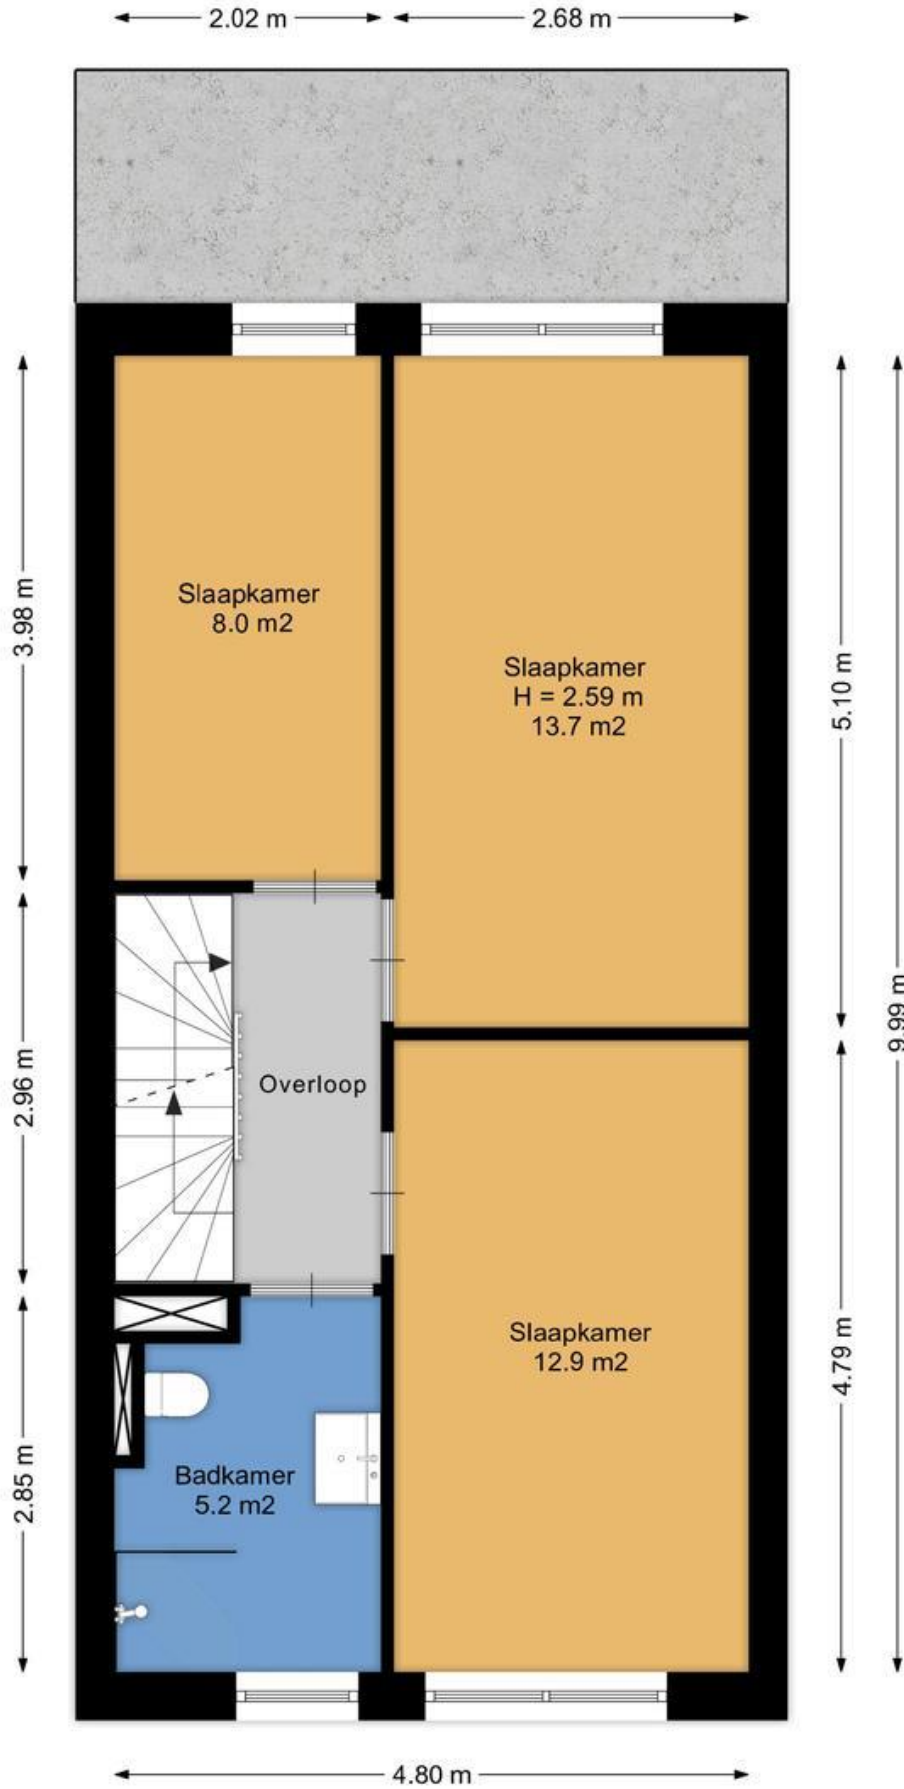 2.02 m
2.68 m
Slaapkamer
8.0 m2
3.98 m
Slaapkamer
H = 2.59 m
13.7 m2
5.10 m
9.99 m
Overloop
2.96 m
Slaapkamer
12.9 m2
4.79 m
Badkamer
5.2 m2
2.85 m
4.80 m